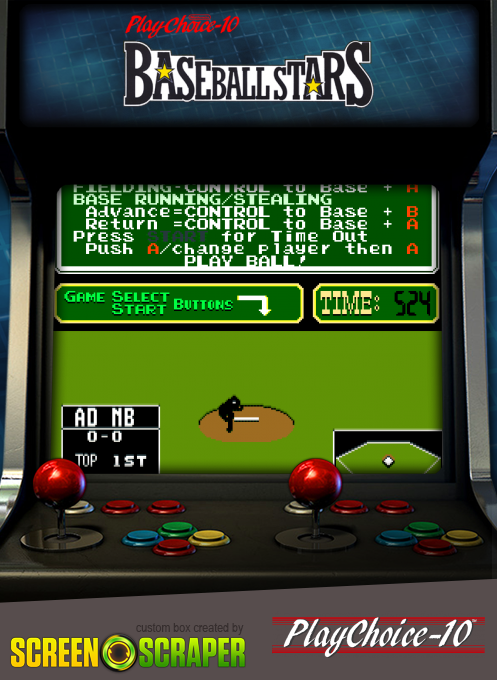 PlayChoice-10
BASEBALL STARS
FIELDING-CONTROL to Base + A
BASE RUNNING/STEALING
Advance=CONTROL to Base + B
Return =CONTROL to Base + A
Press START for Time Out
Push A/change player then A
PLAY BALL!
GAME SELECT
START BUTTONS
TIME: 524
AD NB
0-0
TOP 1ST
custom box created by
SCREEN SCRAPER
PlayChoice-10™